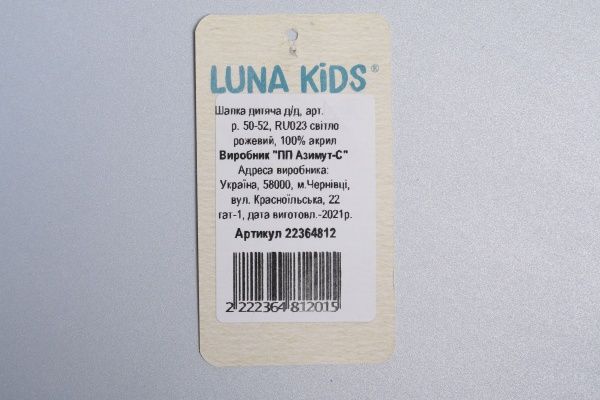 LUNA KiDS®
Шапка дитяча д/д, арт.
р. 50-52, RU023 світло
рожевий, 100% акрил
Виробник "ПП Азимут-С"
Адреса виробника:
Україна, 58000, м.Чернівці,
вул. Красноїльська, 22
гат-1, дата виготовл.-2021р.
Артикул 22364812
2 222364 812015